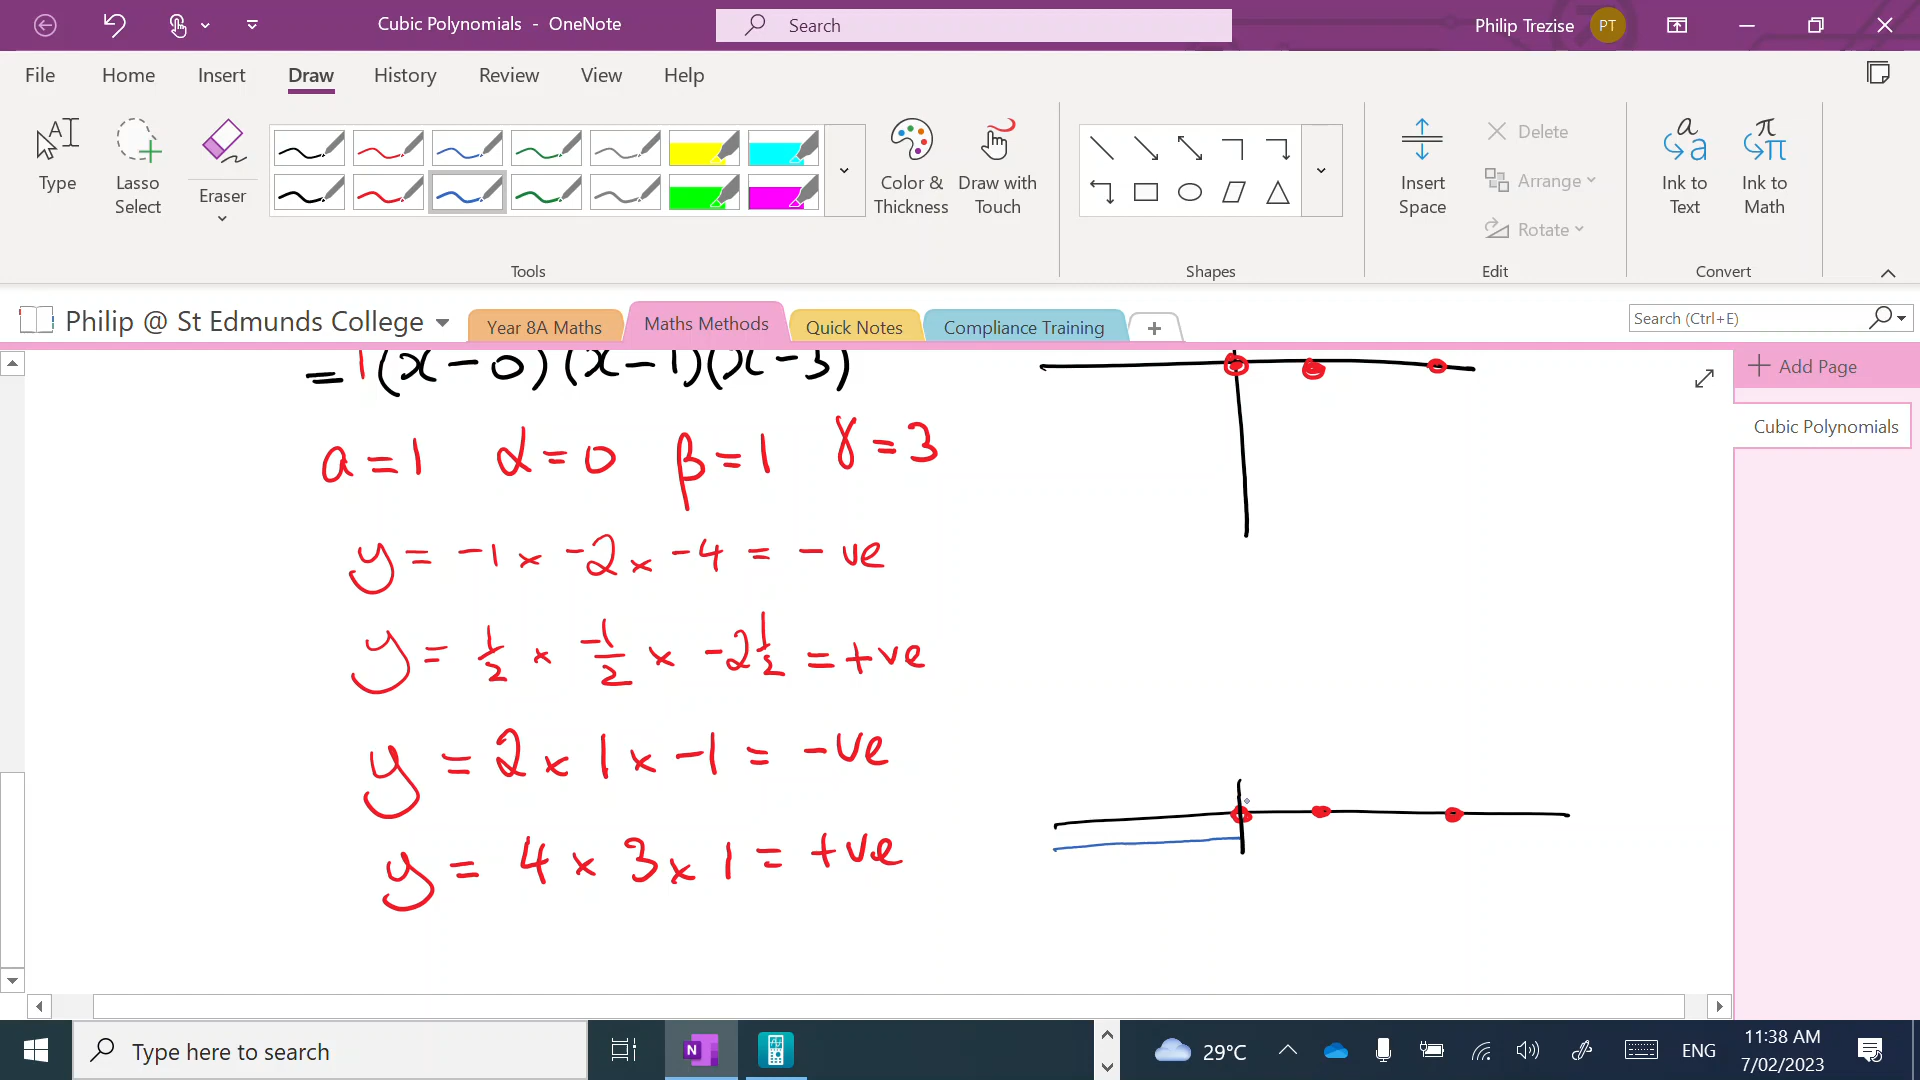 Cubic Polynomials - OneNote
Search
Philip Trezise
PT
File Home Insert Draw History Review View Help
Type
Lasso Select
Eraser
Color & Thickness
Draw with Touch
Insert Space
Delete
Arrange
Rotate
Ink to Text
Ink to Math
Tools
Shapes
Edit
Convert
Philip @ St Edmunds College
Year 8A Maths
Maths Methods
Quick Notes
Compliance Training
Search (Ctrl+E)
Add Page
Cubic Polynomials
= 1(x - 0)(x - 1)(x - 3)
a = 1 α = 0 β = 1 γ = 3
y = -1 x -2 x -4 = - ve
y = 1/2 x -1/2 x -2 1/2 = +ve
y = 2 x 1 x -1 = -ve
y = 4 x 3 x 1 = +ve
Type here to search
29°C
ENG
11:38 AM
7/02/2023